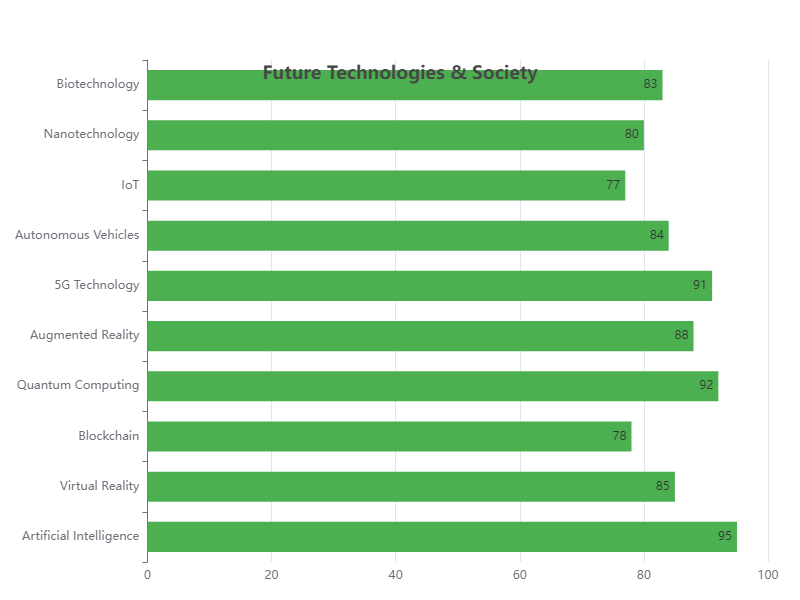 Future Technologies & Society
Biotechnology 83
Nanotechnology 80
IoT 77
Autonomous Vehicles 84
5G Technology 91
Augmented Reality 88
Quantum Computing 92
Blockchain 78
Virtual Reality 85
Artificial Intelligence 95
0 20 40 60 80 100